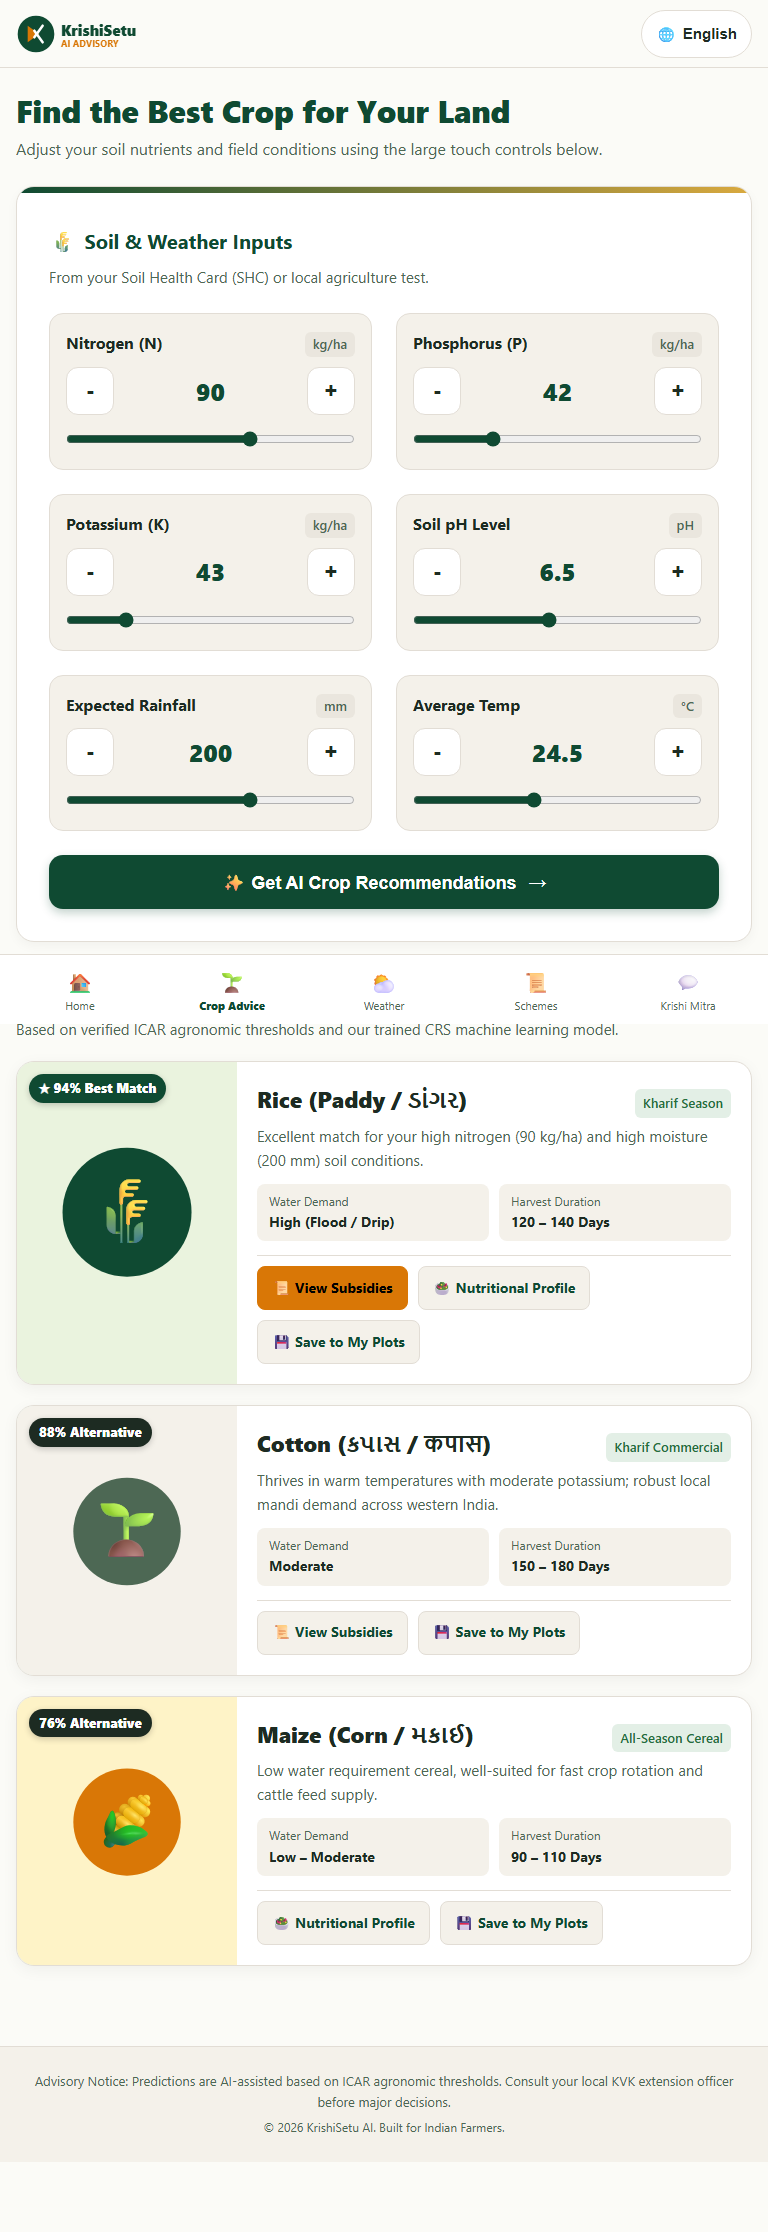 KrishiSetu
AI ADVISORY
English
Find the Best Crop for Your Land
Adjust your soil nutrients and field conditions using the large touch controls below.
Soil & Weather Inputs
From your Soil Health Card (SHC) or local agriculture test.
Nitrogen (N) kg/ha
- 90 +
Phosphorus (P) kg/ha
- 42 +
Potassium (K) kg/ha
- 43 +
Soil pH Level pH
- 6.5 +
Expected Rainfall mm
- 200 +
Average Temp °C
- 24.5 +
✨ Get AI Crop Recommendations →
Home
Crop Advice
Weather
Schemes
Krishi Mitra
Based on verified ICAR agronomic thresholds and our trained CRS machine learning model.
★ 94% Best Match
Rice (Paddy / ડાંગર)
Kharif Season
Excellent match for your high nitrogen (90 kg/ha) and high moisture
(200 mm) soil conditions.
Water Demand
High (Flood / Drip)
Harvest Duration
120 – 140 Days
View Subsidies
Nutritional Profile
Save to My Plots
88% Alternative
Cotton (કપાસ / कपास)
Kharif Commercial
Thrives in warm temperatures with moderate potassium; robust local
mandi demand across western India.
Water Demand
Moderate
Harvest Duration
150 – 180 Days
View Subsidies
Save to My Plots
76% Alternative
Maize (Corn / મકાઈ)
All-Season Cereal
Low water requirement cereal, well-suited for fast crop rotation and
cattle feed supply.
Water Demand
Low – Moderate
Harvest Duration
90 – 110 Days
Nutritional Profile
Save to My Plots
Advisory Notice: Predictions are AI-assisted based on ICAR agronomic thresholds. Consult your local KVK extension officer
before major decisions.
© 2026 KrishiSetu AI. Built for Indian Farmers.